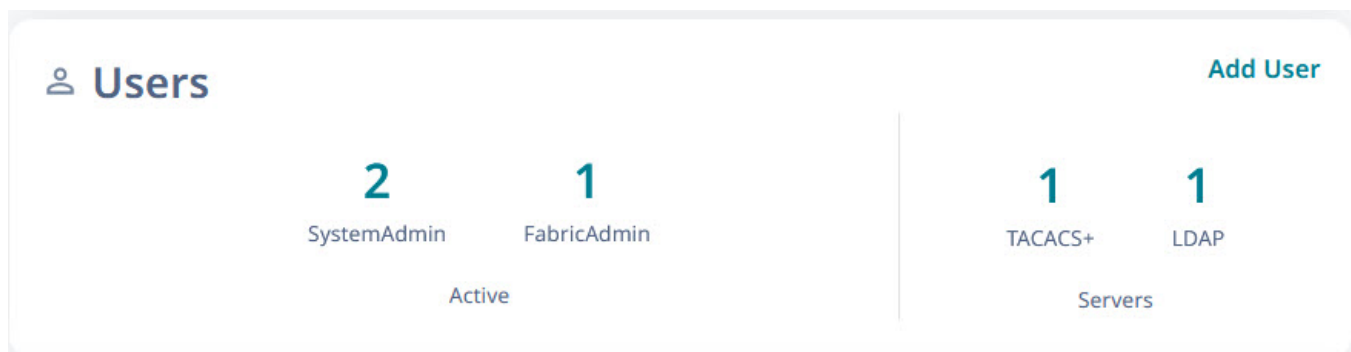 Users
Add User
2 1
SystemAdmin FabricAdmin
Active
1 1
TACACS+ LDAP
Servers